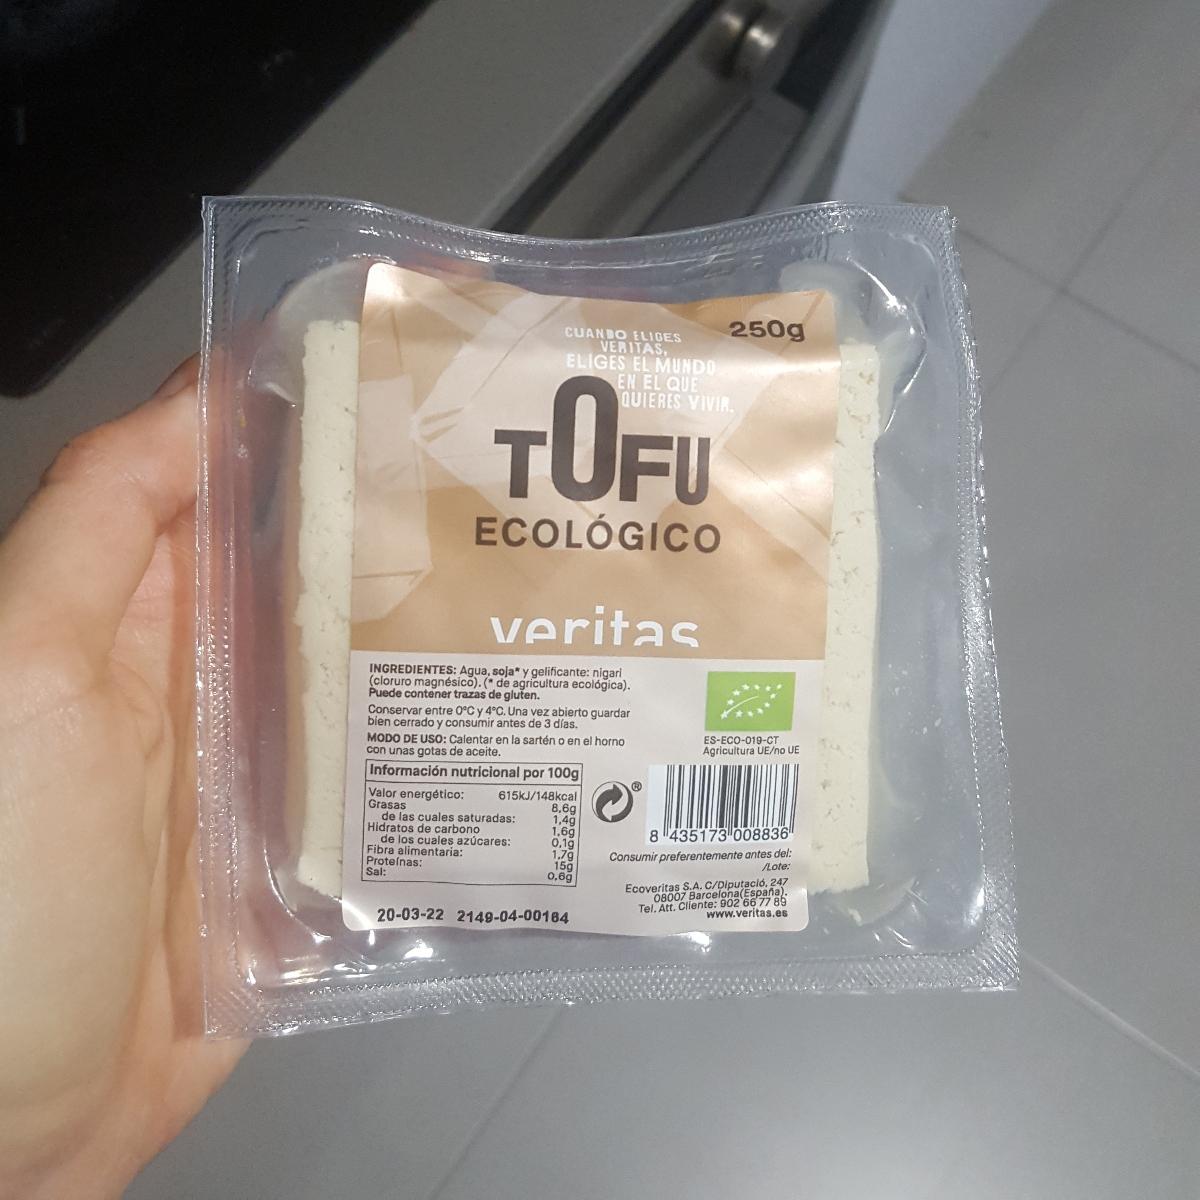 250g
CUANDO ELIGES
VERITAS,
ELIGES EL MUNDO
EN EL QUE
QUIERES VIVIR.
TOFU
ECOLÓGICO
veritas
INGREDIENTES: Agua, soja* y gelificante: nigari
(cloruro magnésico). (* de agricultura ecológica).
Puede contener trazas de gluten.
Conservar entre 0°C y 4°C. Una vez abierto guardar
bien cerrado y consumir antes de 3 días.
MODO DE USO: Calentar en la sartén o en el horno
con unas gotas de aceite.
Información nutricional por 100g
Valor energético: 615kJ/148kcal
Grasas 8,6g
de las cuales saturadas: 1,4g
Hidratos de carbono 1,6g
de los cuales azúcares: 0,1g
Fibra alimentaria: 1,7g
Proteínas: 15g
Sal: 0,6g
20-03-22 2149-04-00164
ES-ECO-019-CT
Agricultura UE/no UE
®
8 435173 008836
Consumir preferentemente antes del:
/Lote:
Ecoveritas S.A. C/Diputació, 247
08007 Barcelona(España).
Tel. Att. Cliente: 902 66 77 89
www.veritas.es